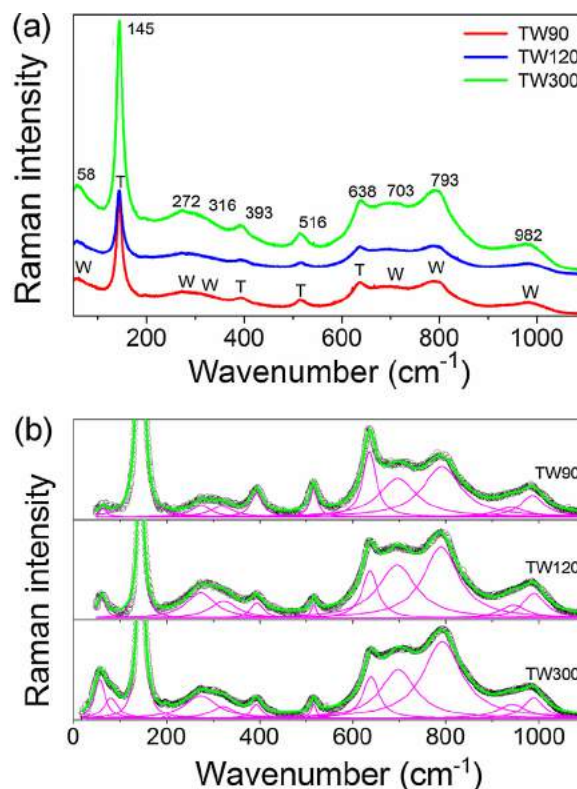 (a)
TW90
TW120
TW300
145
58
T
272
316
393
516
638
703
793
982
W
W
W
T
T
T
W
W
W
Raman intensity
200
400
600
800
1000
Wavenumber (cm⁻¹)
(b)
TW90
TW120
TW300
Raman intensity
0
200
400
600
800
1000
Wavenumber (cm⁻¹)